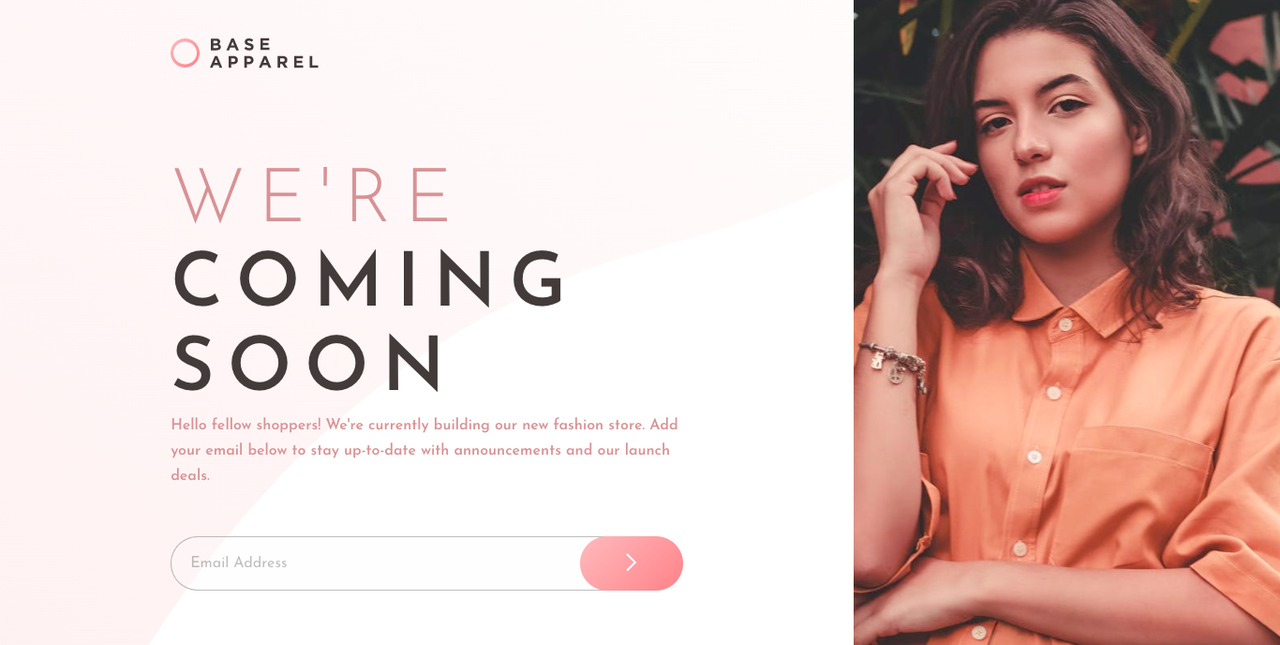 BASE
APPAREL
WE'RE
COMING
SOON
Hello fellow shoppers! We're currently building our new fashion store. Add
your email below to stay up-to-date with announcements and our launch
deals.
Email Address